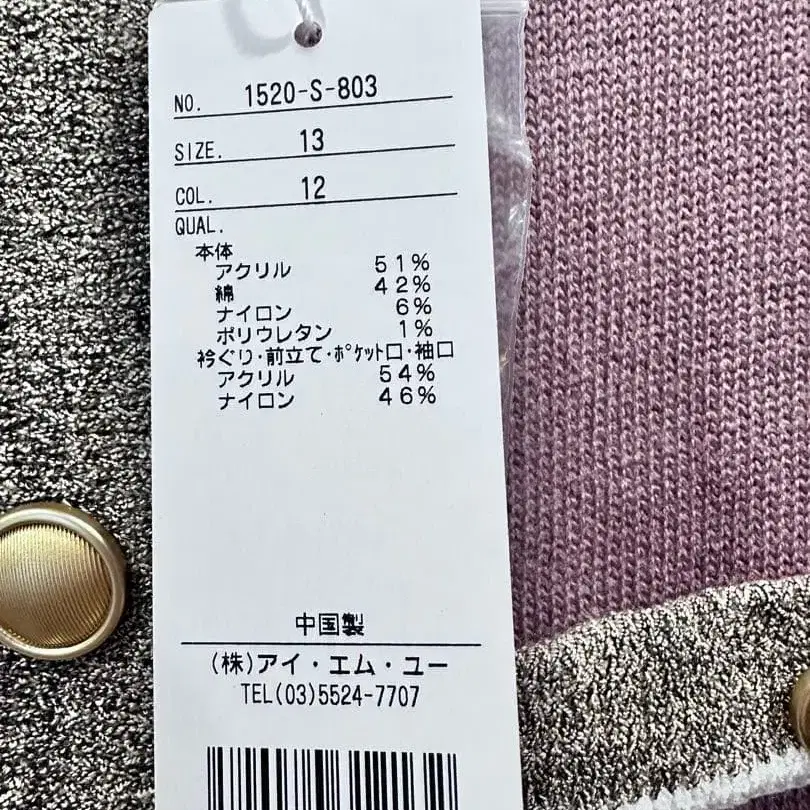 NO. 1520-S-803
SIZE. 13
COL. 12
QUAL.
本体
アクリル 51%
綿 42%
ナイロン 6%
ポリウレタン 1%
衿ぐり・前立て・ﾎﾟｹｯﾄ口・袖口
アクリル 54%
ナイロン 46%
中国製
(株)アイ・エム・ユー
TEL(03)5524-7707